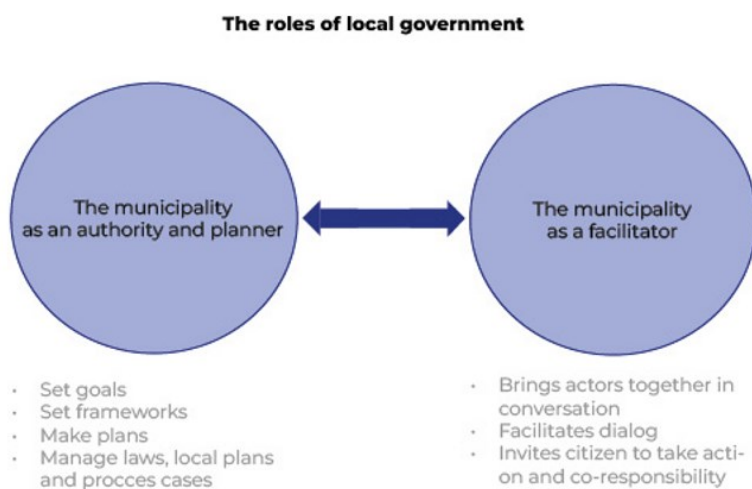 The roles of local government
The municipality
as an authority and planner
The municipality
as a facilitator
· Set goals
· Set frameworks
· Make plans
· Manage laws, local plans
and procces cases
· Brings actors together in
conversation
· Facilitates dialog
· Invites citizen to take acti-
on and co-responsibility